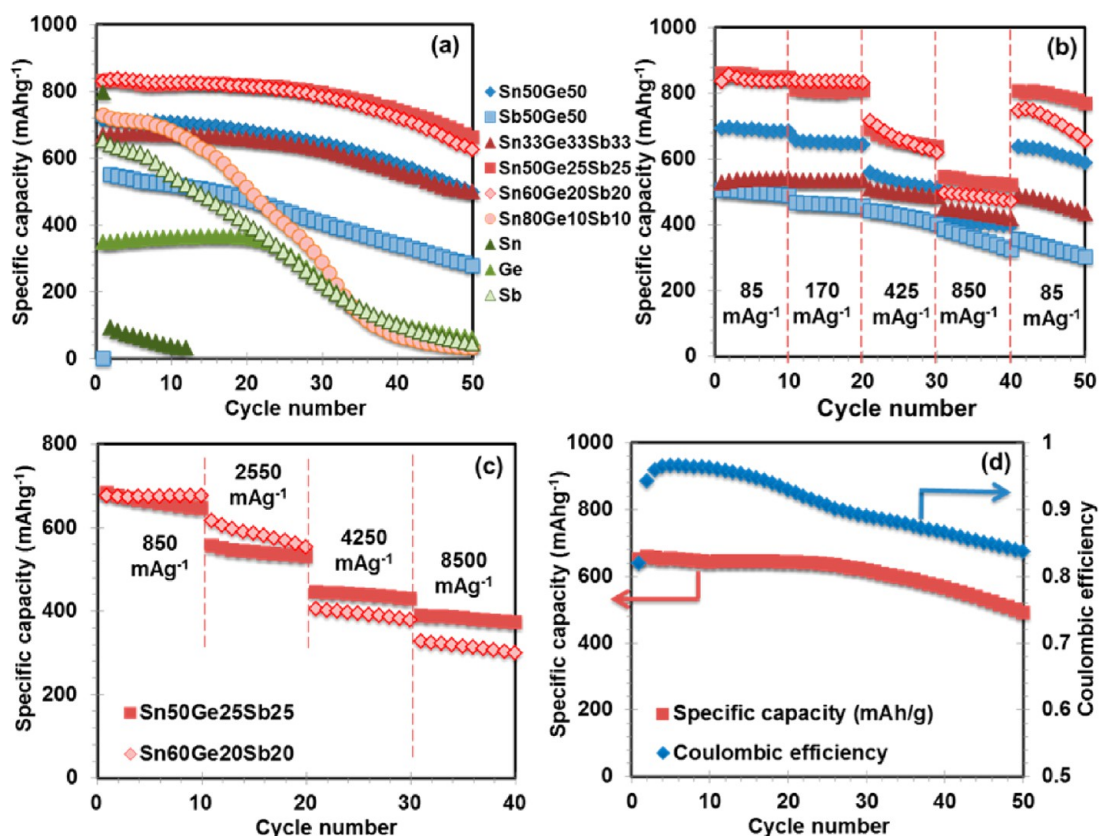 (a)
Specific capacity (mAhg-1)
1000
800
600
400
200
0
0
10
20
30
40
50
Cycle number
Sn50Ge50
Sb50Ge50
Sn33Ge33Sb33
Sn50Ge25Sb25
Sn60Ge20Sb20
Sn80Ge10Sb10
Sn
Ge
Sb
(b)
Specific capacity (mAhg-1)
1000
800
600
400
200
0
85
mAg-1
170
mAg-1
425
mAg-1
850
mAg-1
85
mAg-1
0
10
20
30
40
50
Cycle number
(c)
Specific capacity (mAhg-1)
800
600
400
200
0
850
mAg-1
2550
mAg-1
4250
mAg-1
8500
mAg-1
Sn50Ge25Sb25
Sn60Ge20Sb20
0
10
20
30
40
Cycle number
(d)
Specific capacity (mAhg-1)
1000
800
600
400
200
0
Specific capacity (mAh/g)
Coulombic efficiency
0
10
20
30
40
50
Cycle number
1
0.9
0.8
0.7
0.6
0.5
Coulombic efficiency